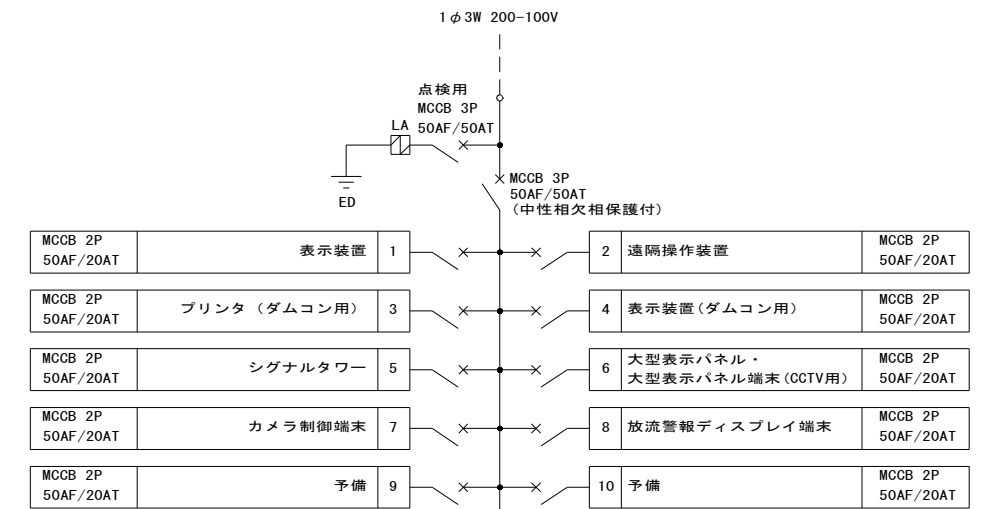 1φ3W 200-100V
点検用
MCCB 3P
50AF/50AT
LA
ED
MCCB 3P
50AF/50AT
(中性相欠相保護付)
MCCB 2P
50AF/20AT
表示装置
1
2
遠隔操作装置
MCCB 2P
50AF/20AT
MCCB 2P
50AF/20AT
プリンタ (ダムコン用)
3
4
表示装置(ダムコン用)
MCCB 2P
50AF/20AT
MCCB 2P
50AF/20AT
シグナルタワー
5
6
大型表示パネル・
大型表示パネル端末(CCTV用)
MCCB 2P
50AF/20AT
MCCB 2P
50AF/20AT
カメラ制御端末
7
8
放流警報ディスプレイ端末
MCCB 2P
50AF/20AT
MCCB 2P
50AF/20AT
予備
9
10
予備
MCCB 2P
50AF/20AT